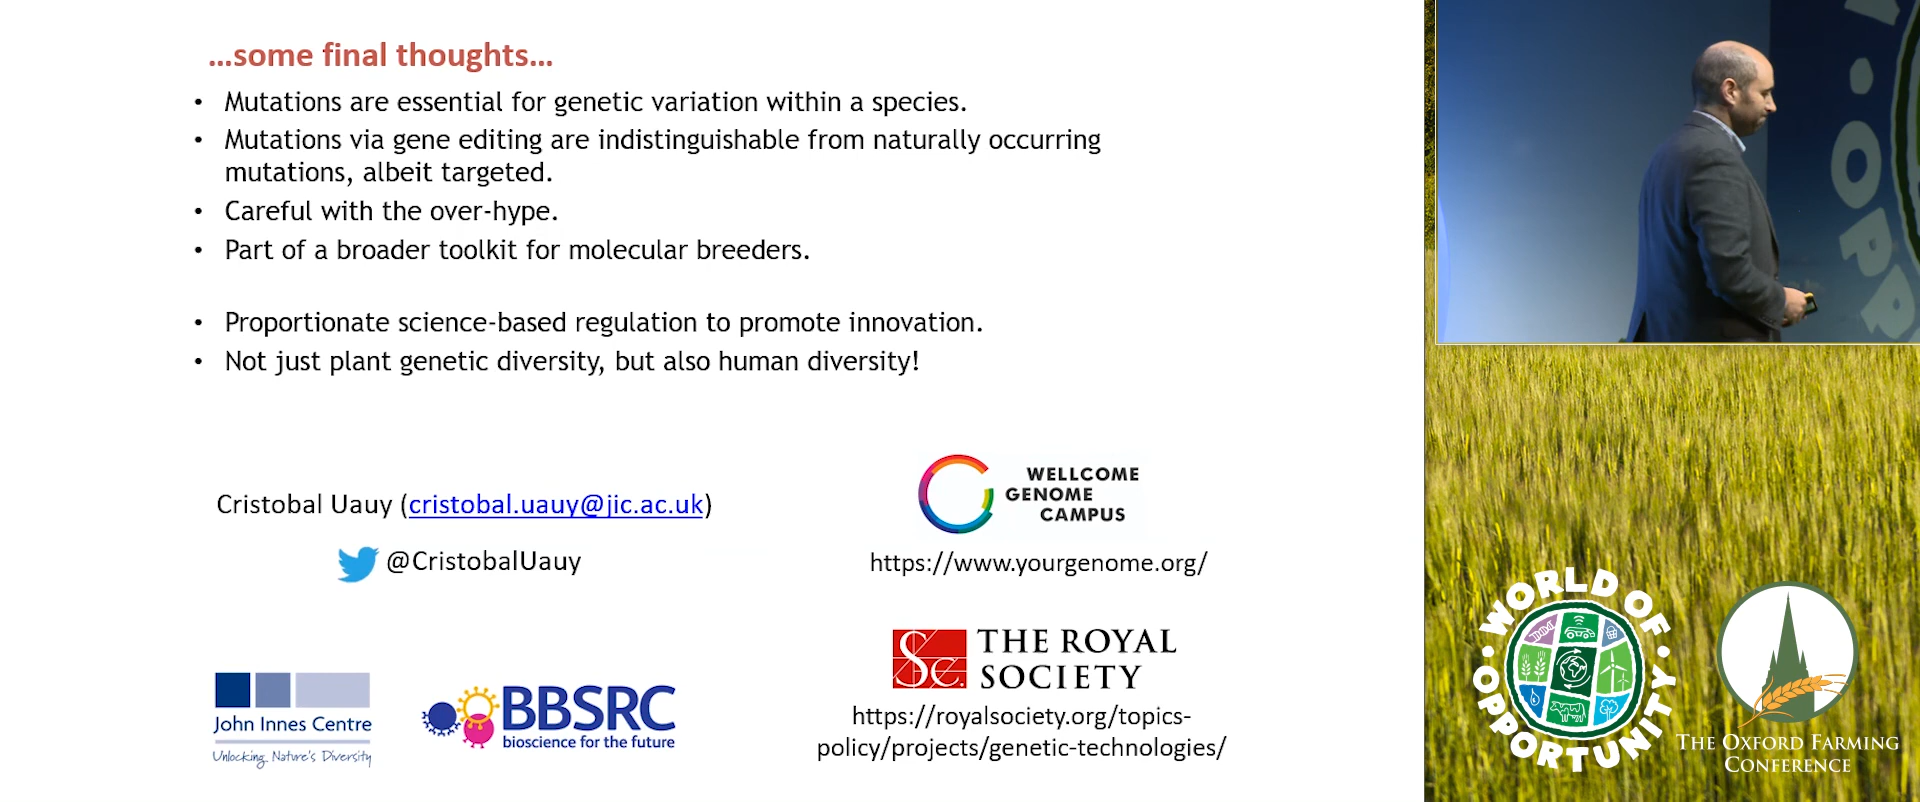 ...some final thoughts...
• Mutations are essential for genetic variation within a species.
• Mutations via gene editing are indistinguishable from naturally occurring
mutations, albeit targeted.
• Careful with the over-hype.
• Part of a broader toolkit for molecular breeders.
• Proportionate science-based regulation to promote innovation.
• Not just plant genetic diversity, but also human diversity!
Cristobal Uauy (cristobal.uauy@jic.ac.uk)
@CristobalUauy
WELLCOME
GENOME
CAMPUS
https://www.yourgenome.org/
John Innes Centre
Unlocking Nature's Diversity
BBSRC
bioscience for the future
THE ROYAL
SOCIETY
https://royalsociety.org/topics-
policy/projects/genetic-technologies/
WORLD OF
OPPORTUNITY
THE OXFORD FARMING
CONFERENCE